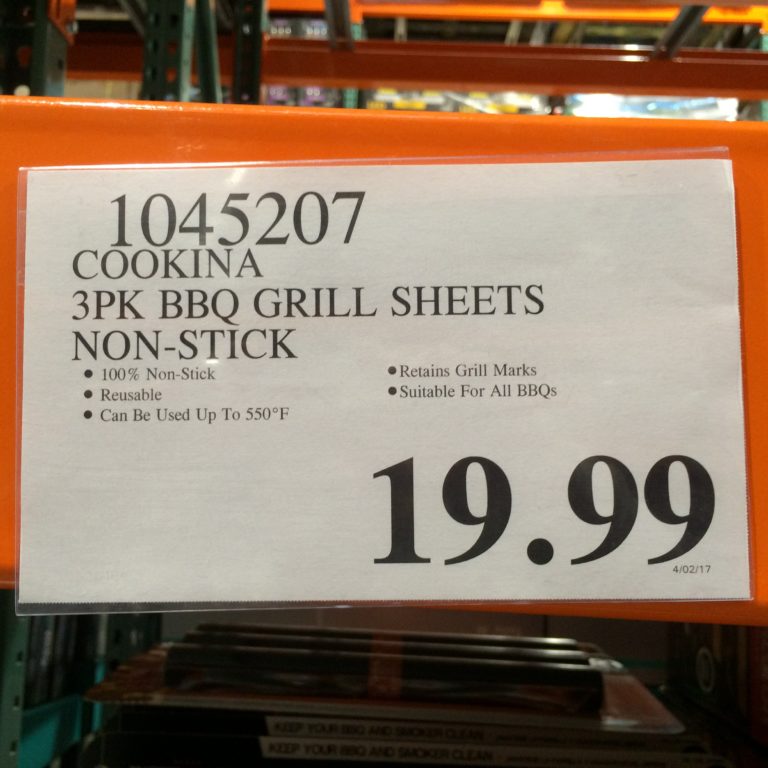 1045207
COOKINA
3PK BBQ GRILL SHEETS
NON-STICK
• 100% Non-Stick
• Reusable
• Can Be Used Up To 550°F
• Retains Grill Marks
• Suitable For All BBQs
19.99
4/02/17
KEEP YOUR BBQ AND SMOKER CLEAN
KEEP YOUR BBQ AND SMOKER CLEAN